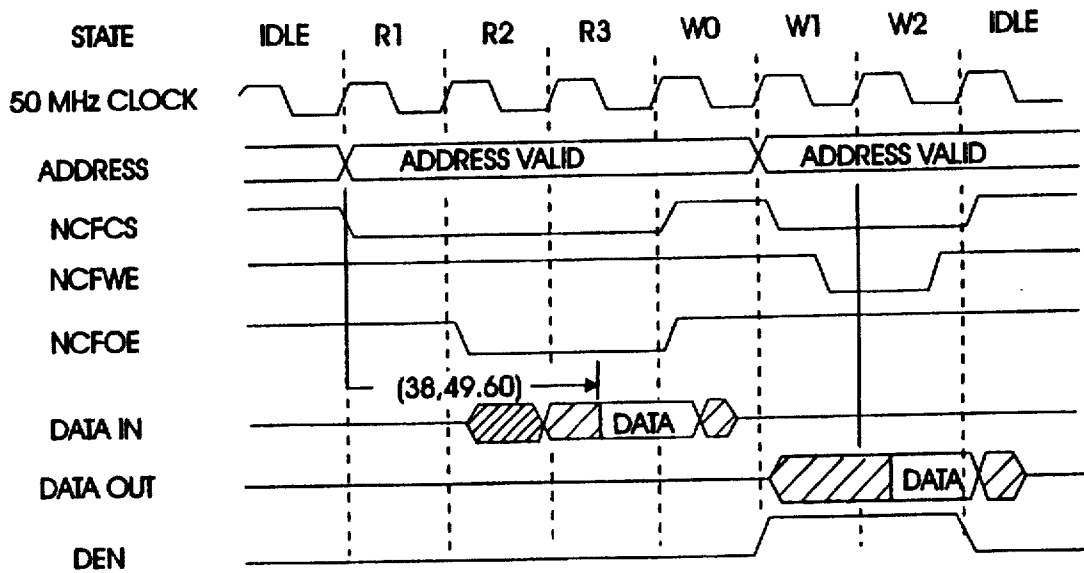 STATE IDLE R1 R2 R3 W0 W1 W2 IDLE
50 MHz CLOCK
ADDRESS ADDRESS VALID ADDRESS VALID
NCFCS
NCFWE
NCFOE
(38,49.60)
DATA IN DATA
DATA OUT DATA
DEN